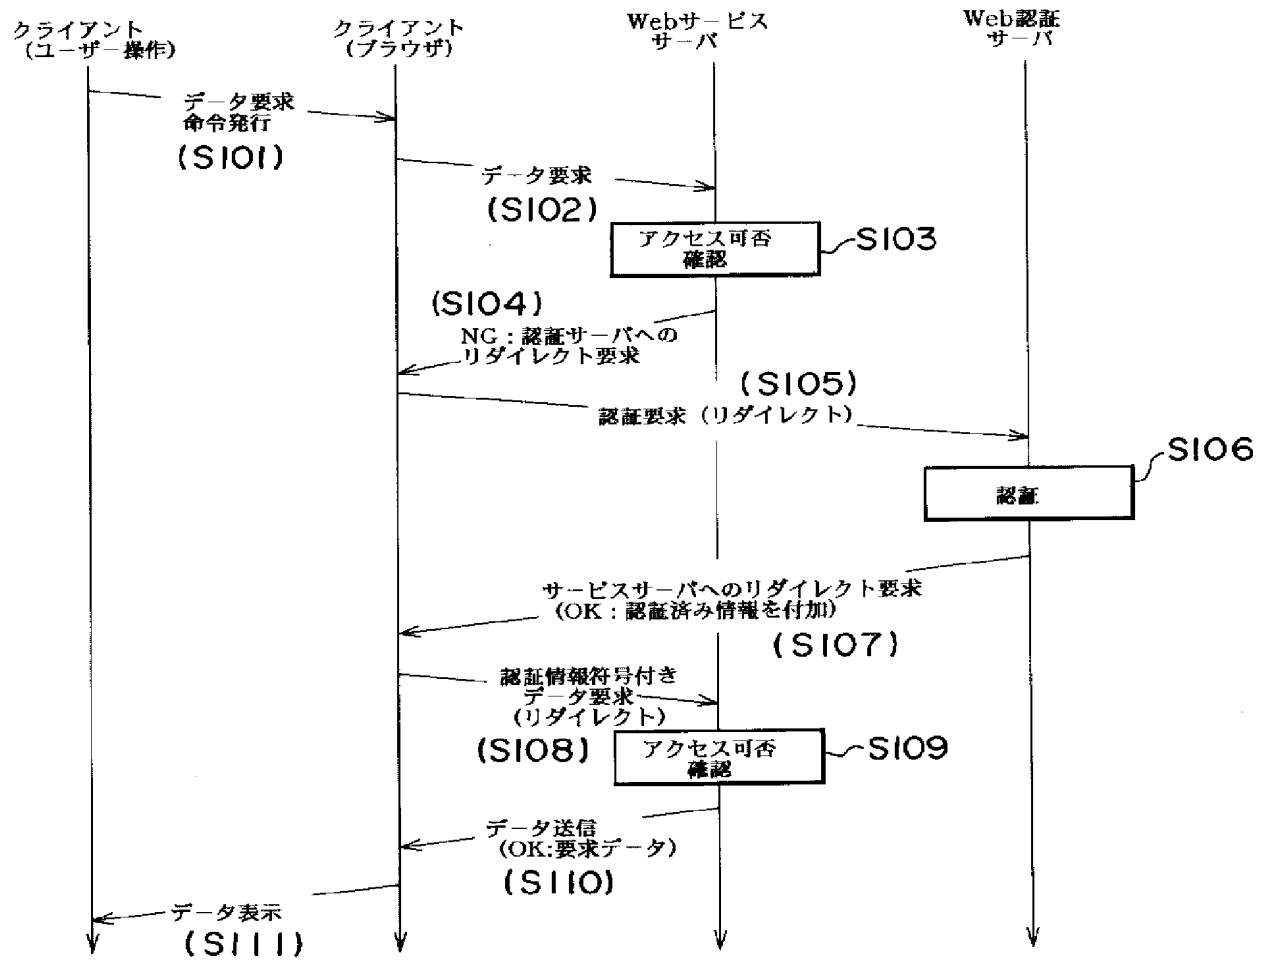 クライアント
(ユーザー操作)
クライアント
(ブラウザ)
Webサービス
サーバ
Web認証
サーバ
データ要求
命令発行
(S101)
データ要求
(S102)
アクセス可否
確認
S103
(S104)
NG:認証サーバへの
リダイレクト要求
(S105)
認証要求(リダイレクト)
S106
認証
サービスサーバへのリダイレクト要求
(OK:認証済み情報を付加)
(S107)
認証情報符号付き
データ要求
(リダイレクト)
(S108)
アクセス可否
確認
S109
データ送信
(OK:要求データ)
(S110)
データ表示
(S111)